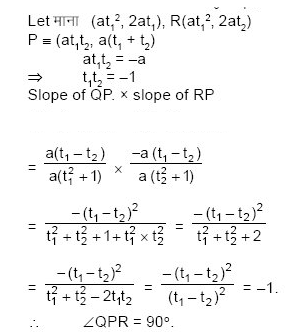 Let माना (at₁², 2at₁), R(at₁², 2at₂)
P ≡ (at₁t₂, a(t₁ + t₂)
at₁t₂ = –a
⇒ t₁t₂ = –1
Slope of QP. × slope of RP
= a(t₁ – t₂) / a(t₁² + 1) × –a (t₁ – t₂) / a (t₂² + 1)
= –(t₁ – t₂)² / t₁² + t₂² + 1 + t₁² × t₂² = –(t₁ – t₂)² / t₁² + t₂² + 2
= –(t₁ – t₂)² / t₁² + t₂² – 2t₁t₂ = –(t₁ – t₂)² / (t₁ – t₂)² = –1.
∴ ∠QPR = 90º.